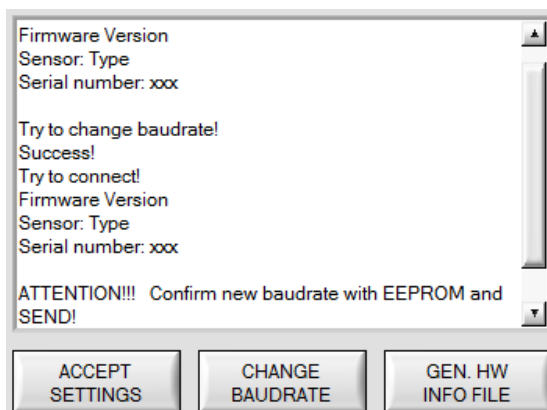 Firmware Version
Sensor: Type
Serial number: xxx
Try to change baudrate!
Success!
Try to connect!
Firmware Version
Sensor: Type
Serial number: xxx
ATTENTION!!!   Confirm new baudrate with EEPROM and
SEND!
ACCEPT
SETTINGS
CHANGE
BAUDRATE
GEN. HW
INFO FILE